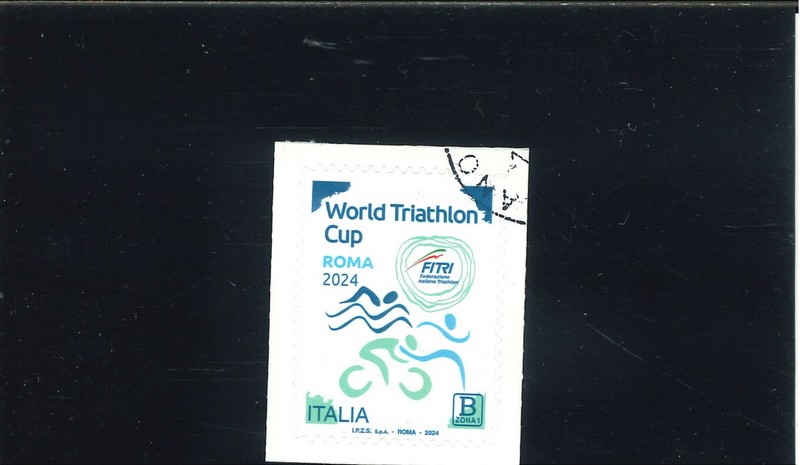 World Triathlon
Cup
ROMA
2024
FITRI
Federazione
Italiana Triathlon
ITALIA
B
ZONA 1
I.P.Z.S. S.p.A. - ROMA - 2024